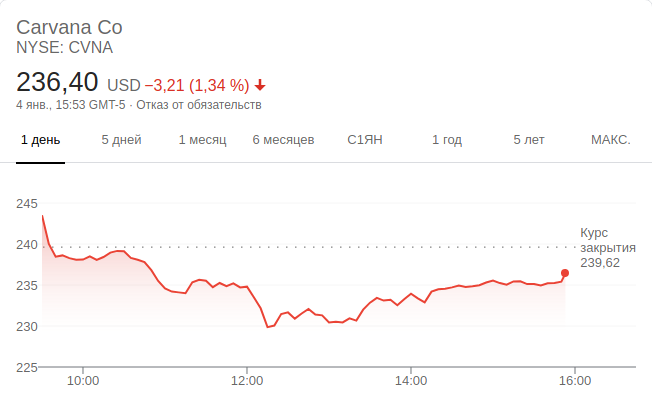 Carvana Co
NYSE: CVNA
236,40 USD −3,21 (1,34 %)
4 янв., 15:53 GMT-5 · Отказ от обязательств
1 день 5 дней 1 месяц 6 месяцев С1ЯН 1 год 5 лет МАКС.
245
Курс
240 закрытия
239,62
235
230
225
10:00 12:00 14:00 16:00